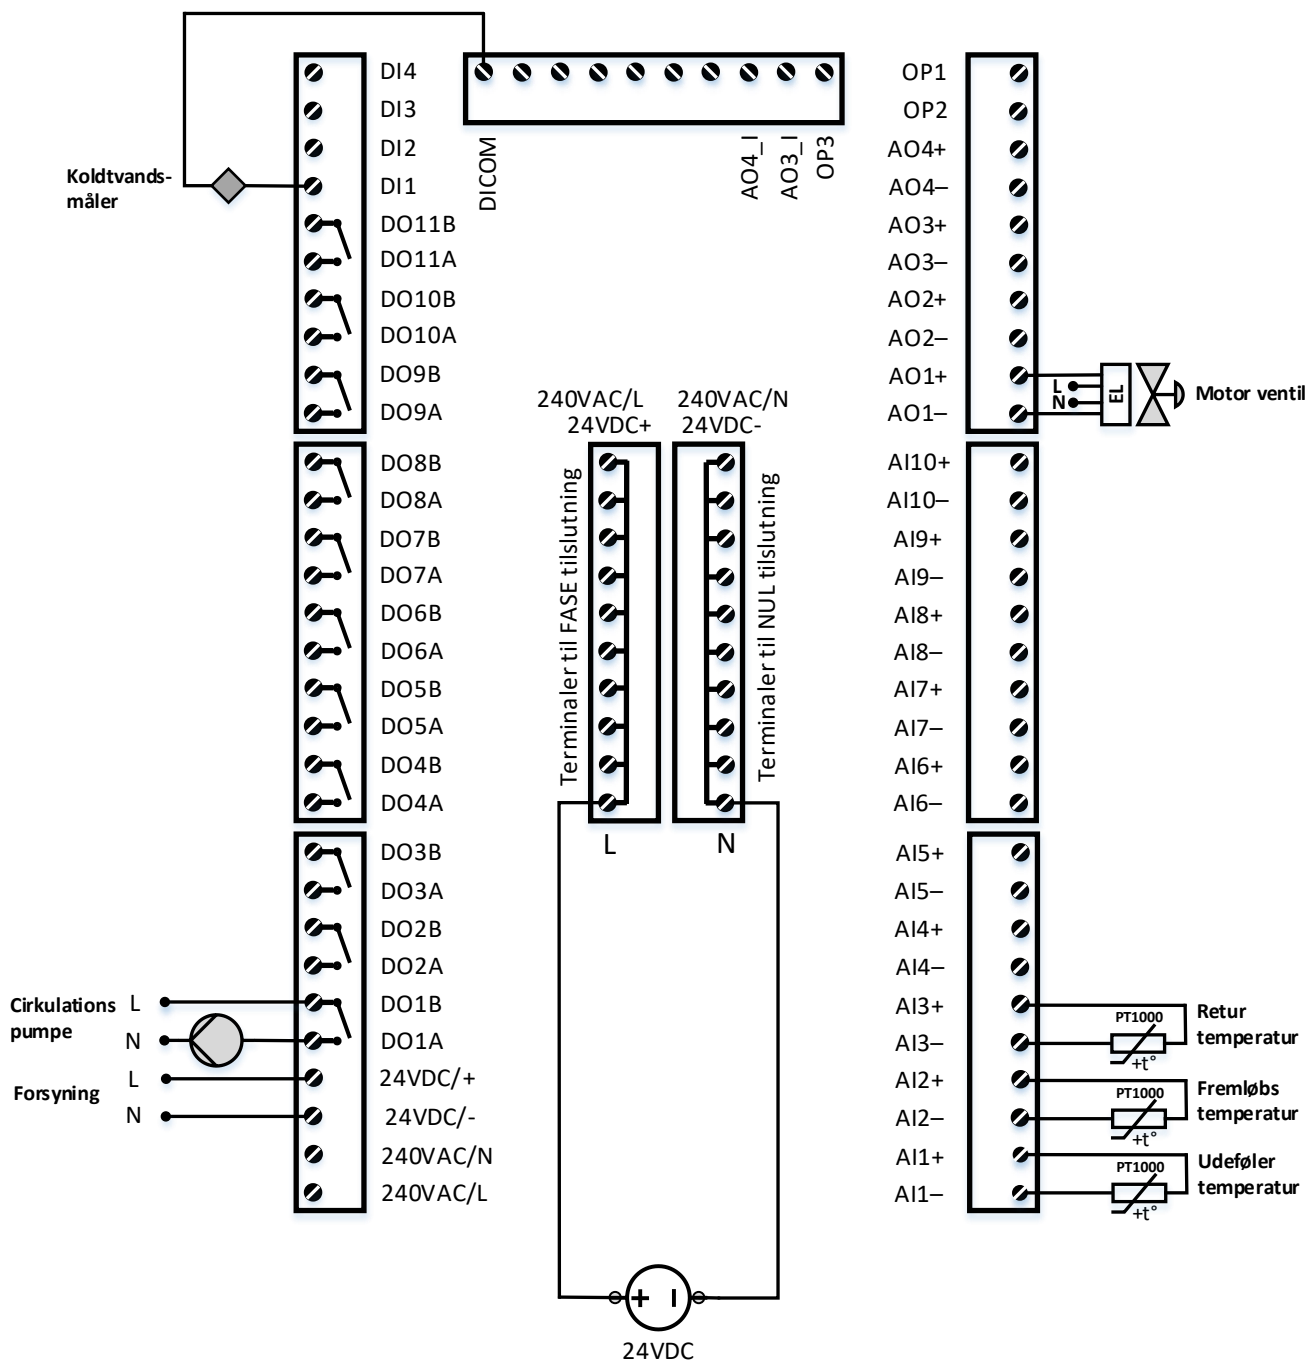 DI4
DI3
DI2
DI1
DO11B
DO11A
DO10B
DO10A
DO9B
DO9A
DO8B
DO8A
DO7B
DO7A
DO6B
DO6A
DO5B
DO5A
DO4B
DO4A
DO3B
DO3A
DO2B
DO2A
DO1B
DO1A
24VDC/+
24VDC/-
240VAC/N
240VAC/L
Koldtvands-
måler
Cirkulations
pumpe
L
N
Forsyning
L
N
DICOM
AO4_I
AO3_I
OP3
240VAC/L
24VDC+
240VAC/N
24VDC-
Terminaler til FASE tilslutning
Terminaler til NUL tilslutning
L
N
24VDC
OP1
OP2
AO4+
AO4–
AO3+
AO3–
AO2+
AO2–
AO1+
AO1–
AI10+
AI10–
AI9+
AI9–
AI8+
AI8–
AI7+
AI7–
AI6+
AI6–
AI5+
AI5–
AI4+
AI4–
AI3+
AI3–
AI2+
AI2–
AI1+
AI1–
L
N
EL
Motor ventil
PT1000
+t°
Retur
temperatur
PT1000
+t°
Fremløbs
temperatur
PT1000
+t°
Udeføler
temperatur